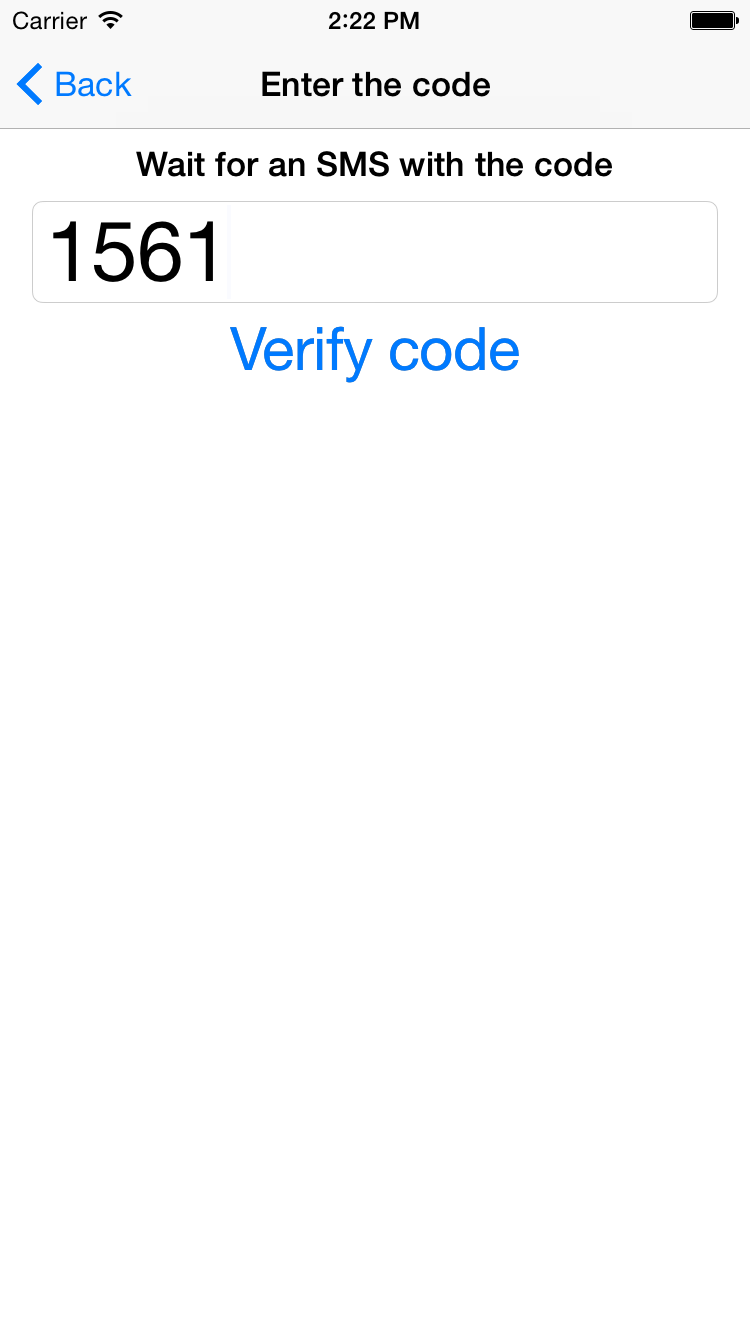 Carrier 2:22 PM
Back Enter the code
Wait for an SMS with the code
1561
Verify code